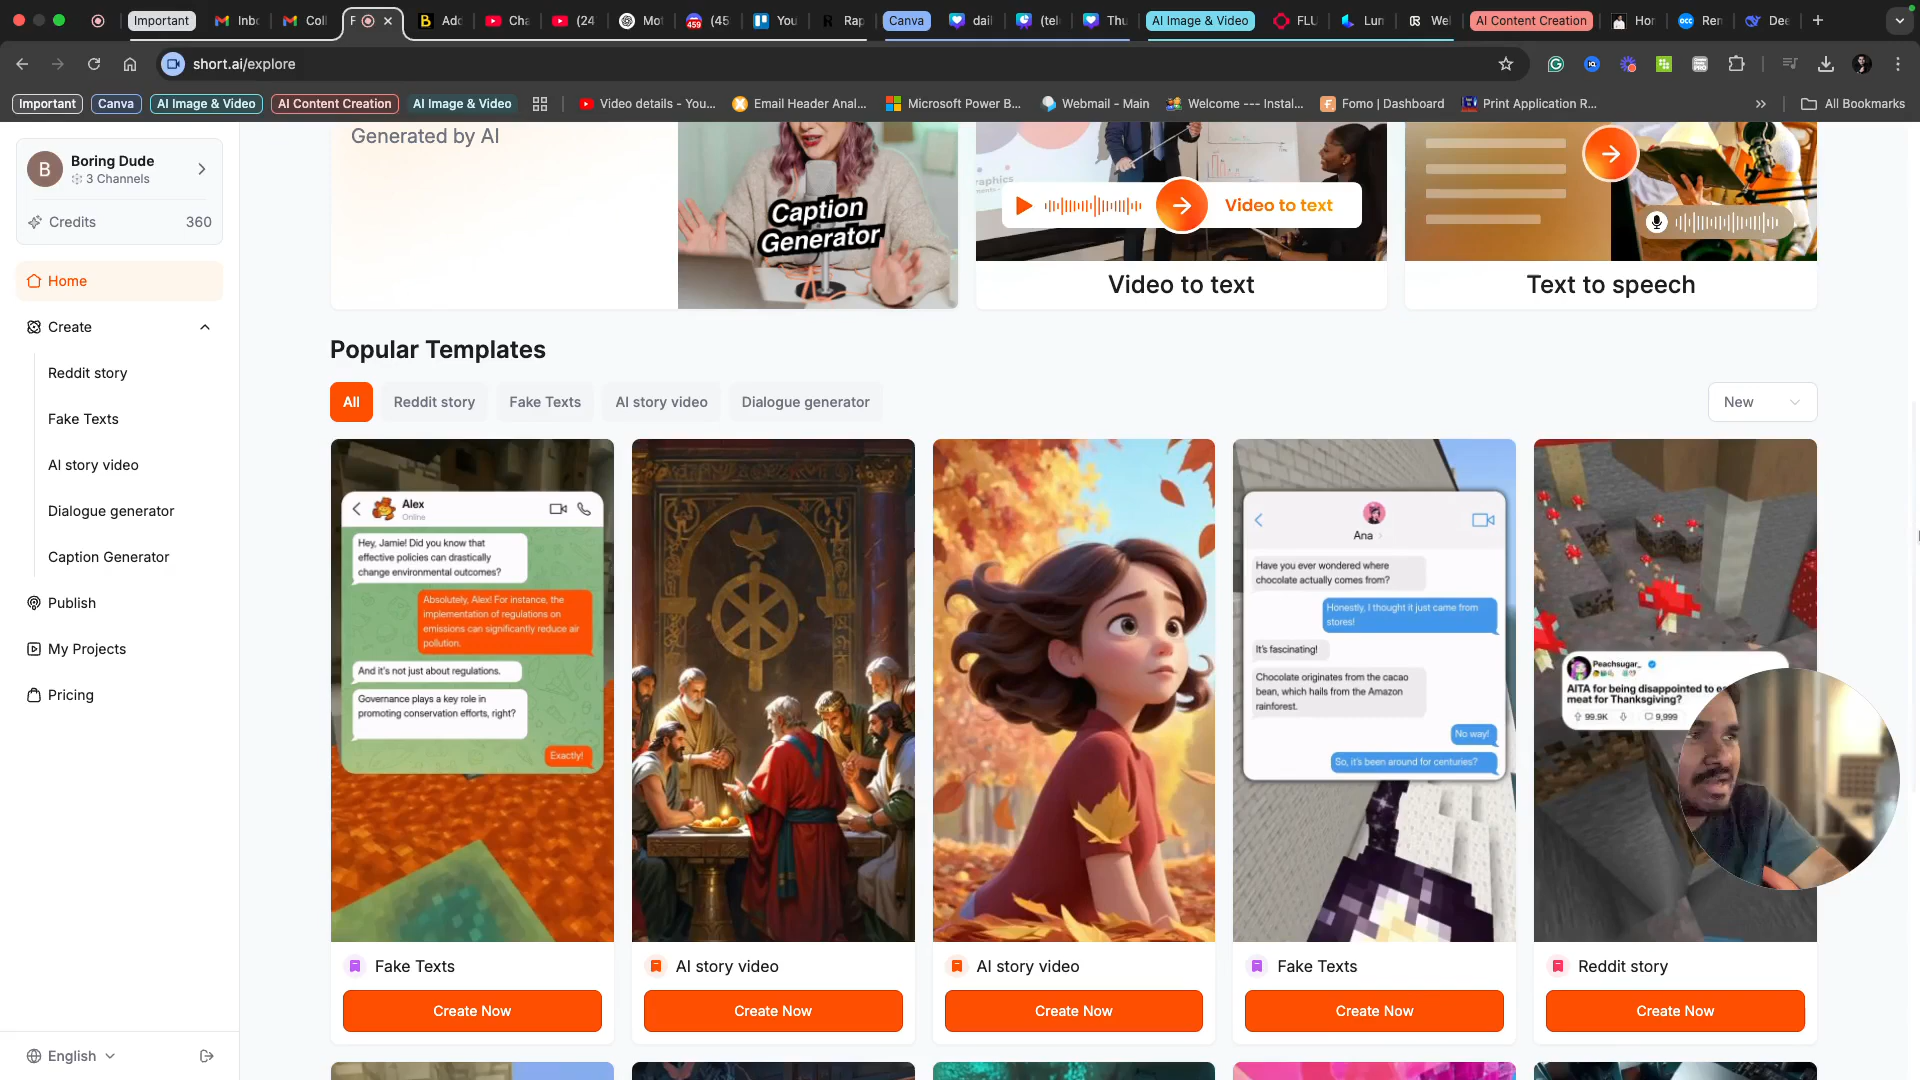 Important
Inbo
Coll
F
Add
Cha
(24
Mot
(45
You
Rap
Canva
dail
(tele
Thu
AI Image & Video
FLU
Lun
Wel
AI Content Creation
Hor
Ren
Dee
short.ai/explore
Important
Canva
AI Image & Video
AI Content Creation
AI Image & Video
Video details - You...
Email Header Anal...
Microsoft Power B...
Webmail - Main
Welcome --- Instal...
Fomo | Dashboard
Print Application R...
All Bookmarks
B
Boring Dude
3 Channels
Credits
360
Home
Create
Reddit story
Fake Texts
AI story video
Dialogue generator
Caption Generator
Publish
My Projects
Pricing
English
Generated by AI
Caption
Generator
Video to text
Video to text
Text to speech
Popular Templates
All
Reddit story
Fake Texts
AI story video
Dialogue generator
New
Alex
Online
Hey, Jamie! Did you know that
effective policies can drastically
change environmental outcomes?
Absolutely, Alex! For instance, the
implementation of regulations on
emissions can significantly reduce air
pollution.
And it's not just about regulations.
Governance plays a key role in
promoting conservation efforts, right?
Exactly!
Ana
Have you ever wondered where
chocolate actually comes from?
Honestly, I thought it just came from
stores!
It's fascinating!
Chocolate originates from the cacao
bean, which hails from the Amazon
rainforest.
No way!
So, it's been around for centuries?
Peachsugar_
AITA for being disappointed to
meat for Thanksgiving?
99.9K
9,999
Fake Texts
AI story video
AI story video
Fake Texts
Reddit story
Create Now
Create Now
Create Now
Create Now
Create Now